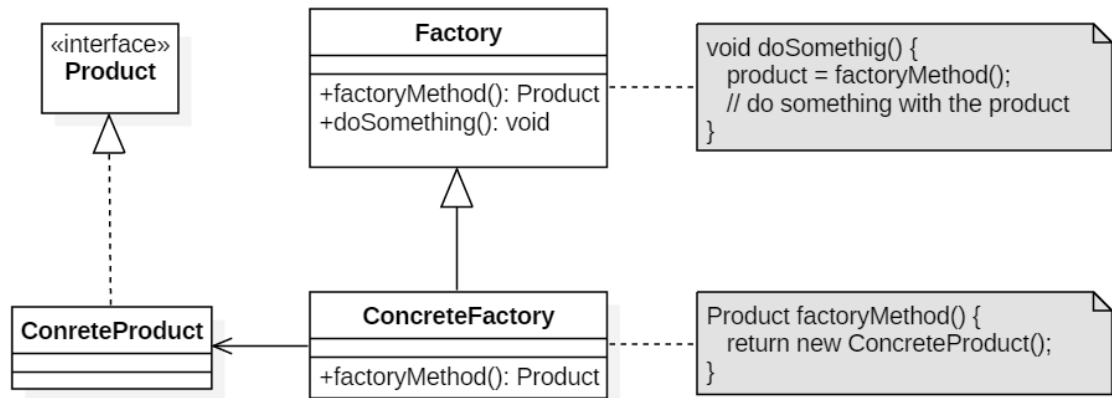 «interface»
Product
Factory
+factoryMethod(): Product
+doSomething(): void
void doSomethig() {
product = factoryMethod();
// do something with the product
}
ConreteProduct
ConcreteFactory
+factoryMethod(): Product
Product factoryMethod() {
return new ConcreteProduct();
}